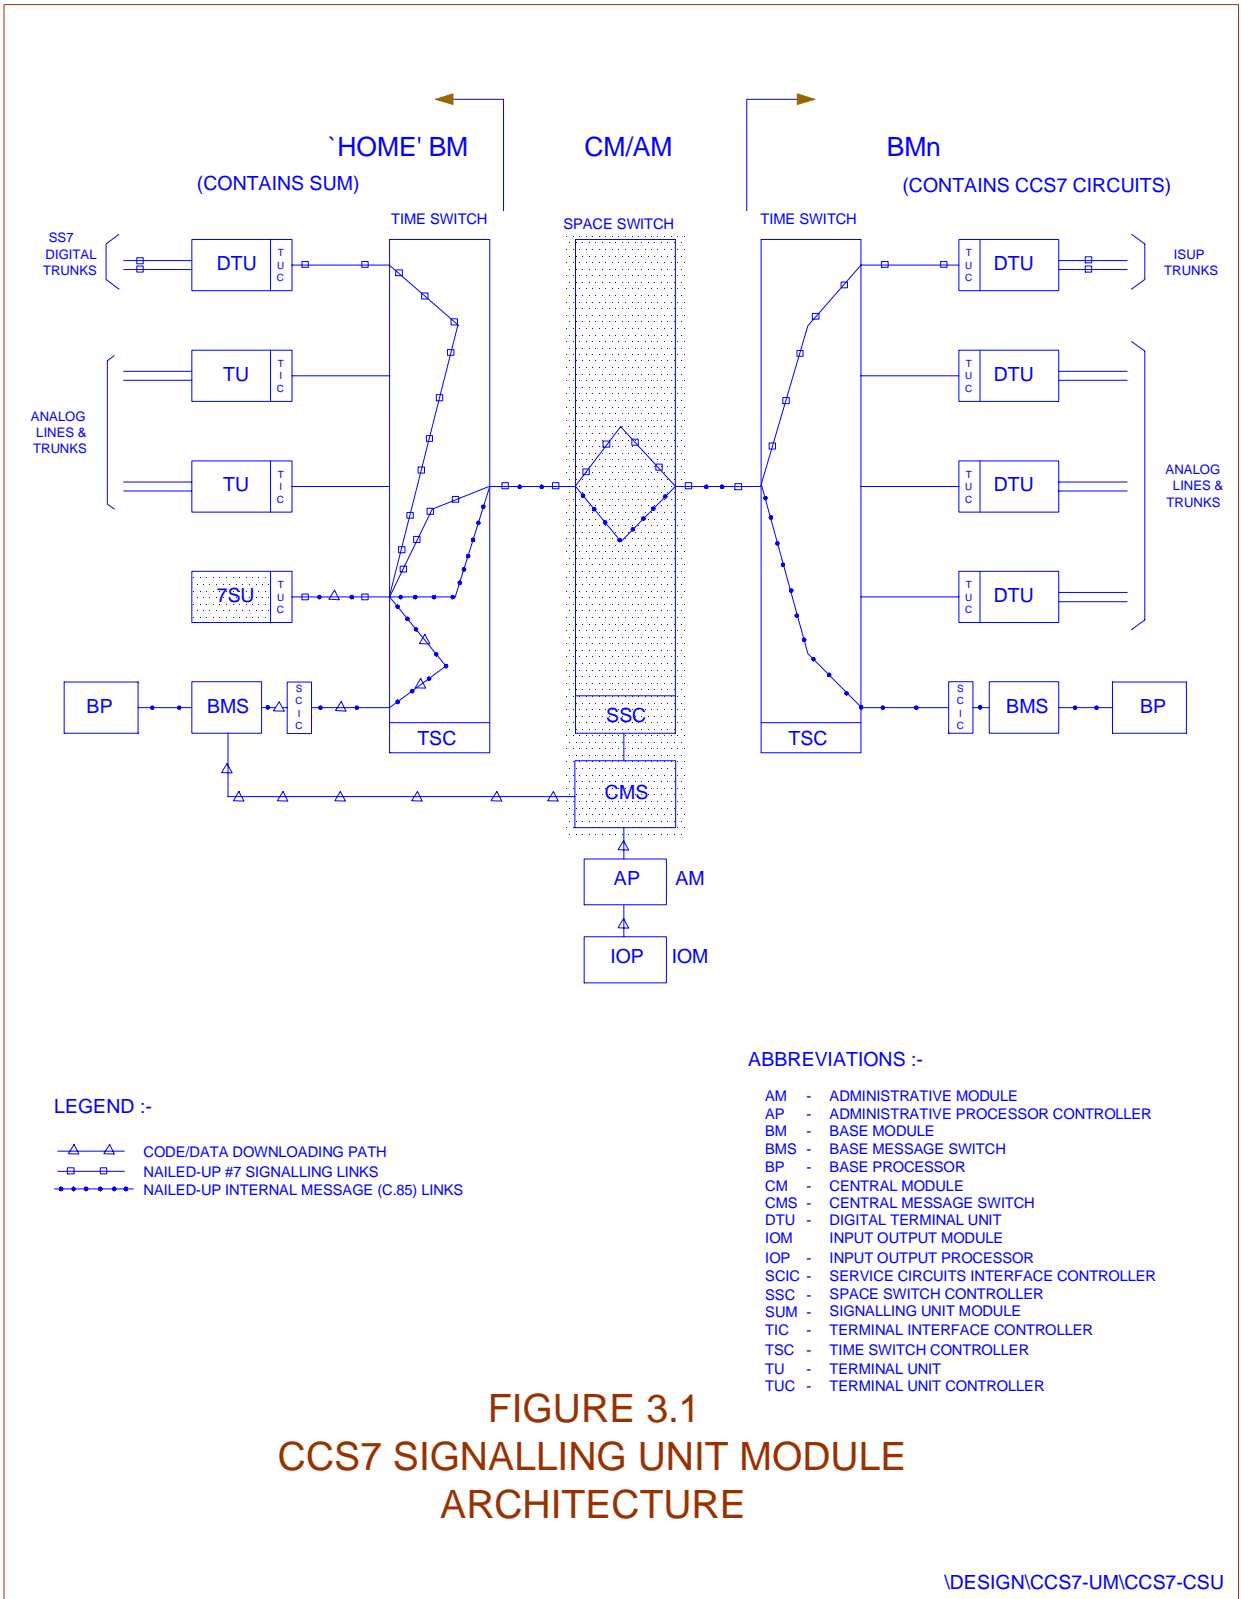 `HOME' BM
CM/AM
BMn
(CONTAINS SUM)
(CONTAINS CCS7 CIRCUITS)
TIME SWITCH
SPACE SWITCH
TIME SWITCH
SS7
DIGITAL
TRUNKS
DTU
TUC
TUC
DTU
ISUP
TRUNKS
TU
TIC
TUC
DTU
ANALOG
LINES &
TRUNKS
TU
TIC
TUC
DTU
ANALOG
LINES &
TRUNKS
7SU
TUC
TUC
DTU
BP
BMS
SCIC
TSC
SSC
TSC
SCIC
BMS
BP
CMS
AP
AM
IOP
IOM
LEGEND :-
CODE/DATA DOWNLOADING PATH
NAILED-UP #7 SIGNALLING LINKS
NAILED-UP INTERNAL MESSAGE (C.85) LINKS
ABBREVIATIONS :-
AM - ADMINISTRATIVE MODULE
AP - ADMINISTRATIVE PROCESSOR CONTROLLER
BM - BASE MODULE
BMS - BASE MESSAGE SWITCH
BP - BASE PROCESSOR
CM - CENTRAL MODULE
CMS - CENTRAL MESSAGE SWITCH
DTU - DIGITAL TERMINAL UNIT
IOM INPUT OUTPUT MODULE
IOP - INPUT OUTPUT PROCESSOR
SCIC - SERVICE CIRCUITS INTERFACE CONTROLLER
SSC - SPACE SWITCH CONTROLLER
SUM - SIGNALLING UNIT MODULE
TIC - TERMINAL INTERFACE CONTROLLER
TSC - TIME SWITCH CONTROLLER
TU - TERMINAL UNIT
TUC - TERMINAL UNIT CONTROLLER
FIGURE 3.1
CCS7 SIGNALLING UNIT MODULE
ARCHITECTURE
\DESIGN\CCS7-UM\CCS7-CSU